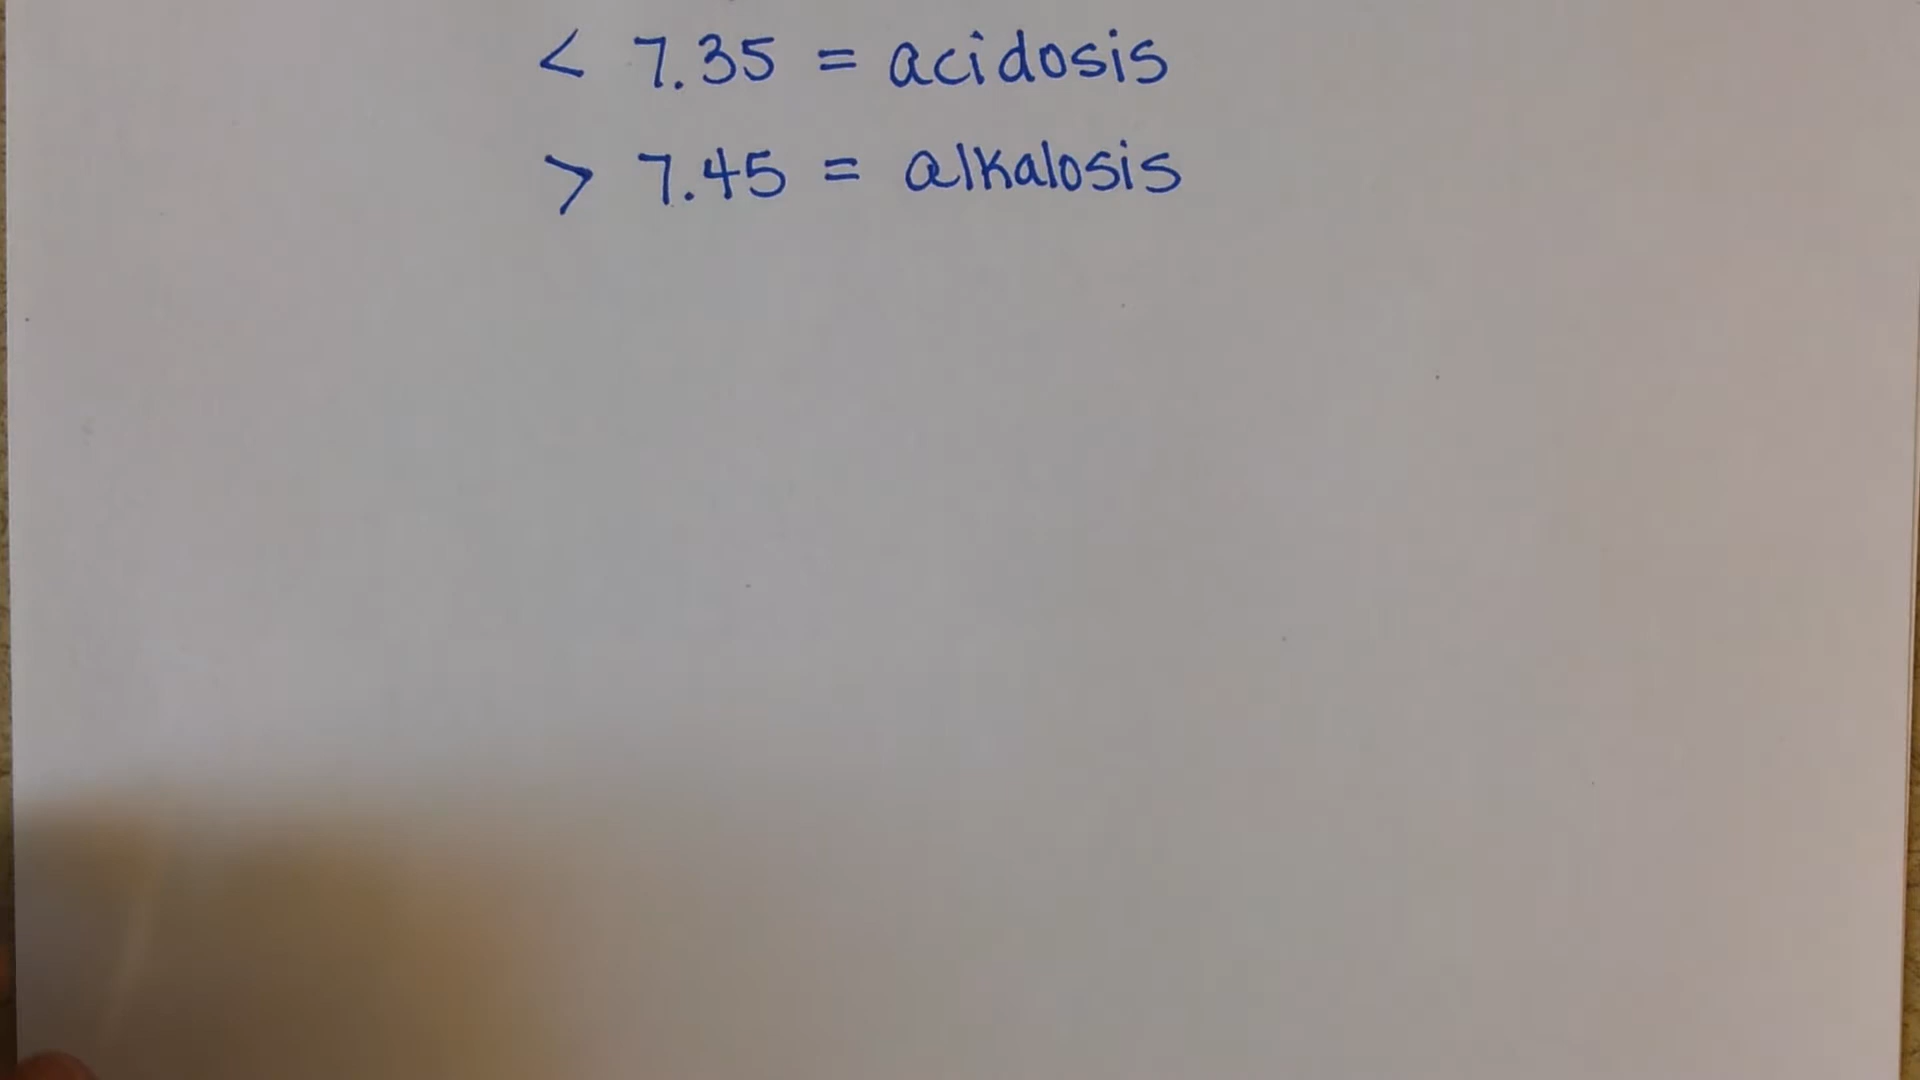 < 7.35 = acidosis
> 7.45 = alkalosis